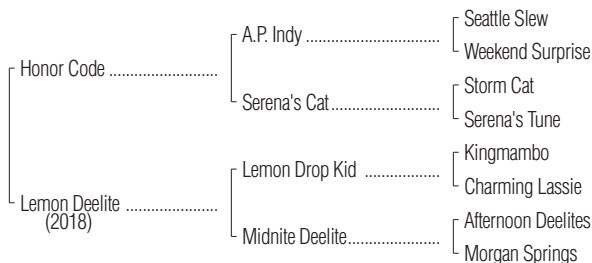 Seattle Slew
A.P. Indy ..................................
Weekend Surprise
Honor Code ...........................
Storm Cat
Serena's Cat...........................
Serena's Tune
Kingmambo
Lemon Drop Kid ...................
Charming Lassie
Lemon Deelite .......................
(2018)
Afternoon Deelites
Midnite Deelite.......................
Morgan Springs